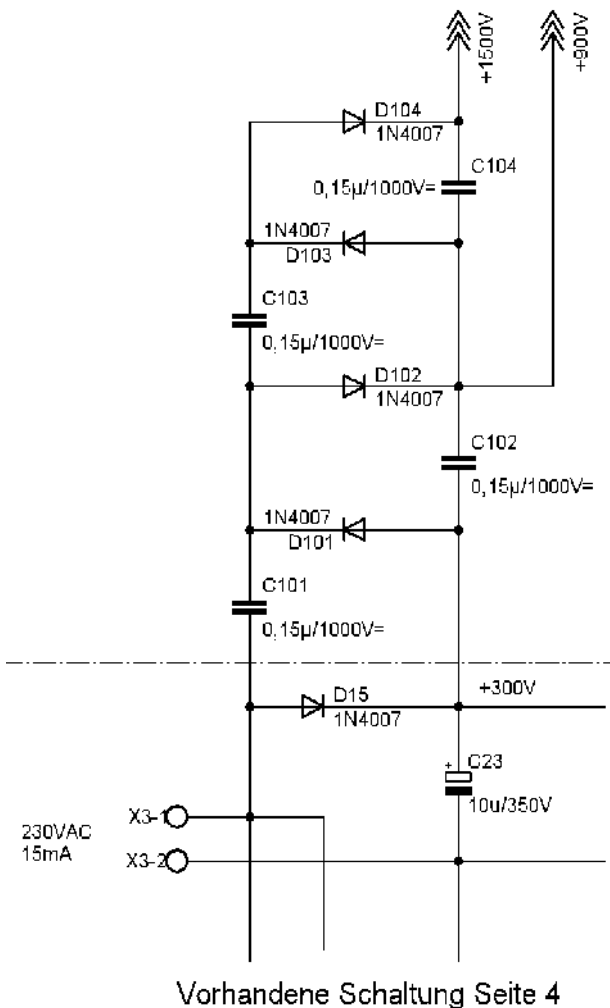 +1500V
+900V
D104
1N4007
C104
0,15µ/1000V=
1N4007
D103
C103
0,15µ/1000V=
D102
1N4007
C102
0,15µ/1000V=
1N4007
D101
C101
0,15µ/1000V=
D15
1N4007
+300V
+
C23
10u/350V
X3-1
230VAC
15mA
X3-2
Vorhandene Schaltung Seite 4